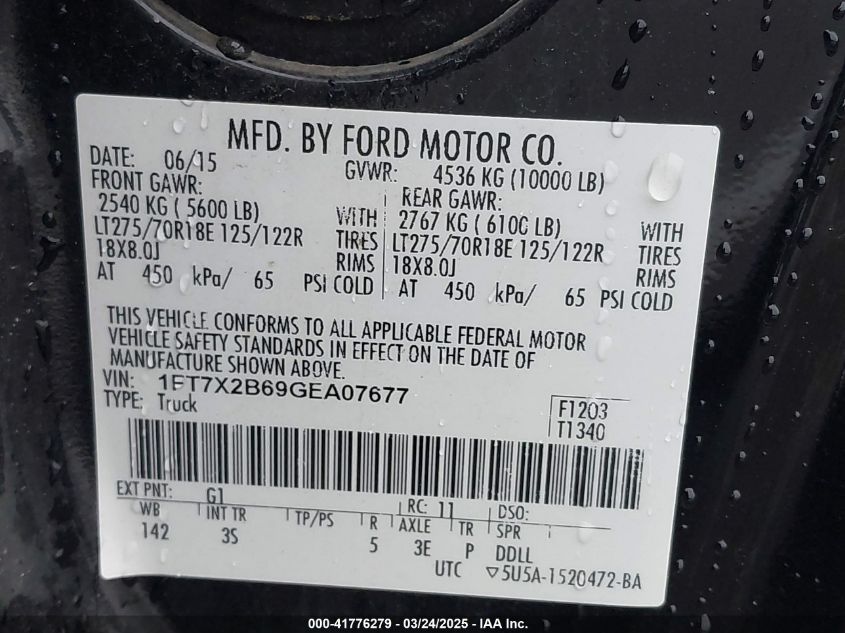 MFD. BY FORD MOTOR CO.
DATE: 06/15 GVWR: 4536 KG (10000 LB)
FRONT GAWR: REAR GAWR:
2540 KG ( 5600 LB) WITH 2767 KG ( 6100 LB) WITH
LT275/70R18E 125/122R TIRES LT275/70R18E 125/122R TIRES
18X8.0J RIMS 18X8.0J RIMS
AT 450 kPa/ 65 PSI COLD AT 450 kPa/ 65 PSI COLD
THIS VEHICLE CONFORMS TO ALL APPLICABLE FEDERAL MOTOR
VEHICLE SAFETY STANDARDS IN EFFECT ON THE DATE OF
MANUFACTURE SHOWN ABOVE.
VIN: 1FT7X2B69GEA07677
TYPE: Truck
F1203
T1340
EXT PNT: G1 RC: 11 DSO:
WB INT TR TP/PS R AXLE TR SPR
142 3S 5 3E P DDLL
UTC ▽5U5A-1520472-BA
000-41776279 - 03/24/2025 - IAA Inc.